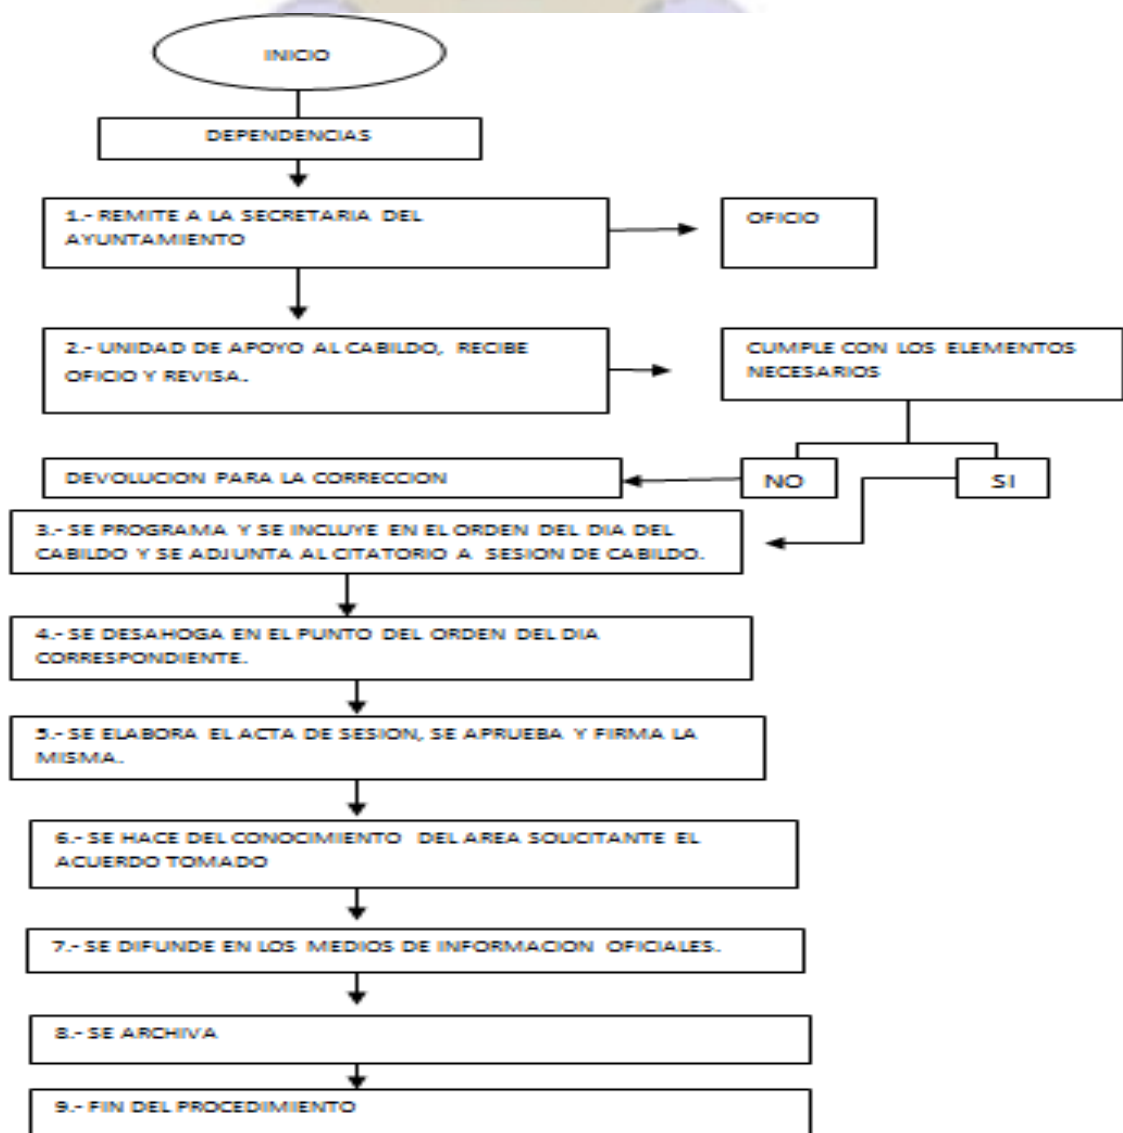 INICIO
DEPENDENCIAS
1.- REMITE A LA SECRETARIA DEL
AYUNTAMIENTO
OFICIO
2.- UNIDAD DE APOYO AL CABILDO, RECIBE
OFICIO Y REVISA.
CUMPLE CON LOS ELEMENTOS
NECESARIOS
DEVOLUCION PARA LA CORRECCION
NO
SI
3.- SE PROGRAMA Y SE INCLUYE EN EL ORDEN DEL DIA DEL
CABILDO Y SE ADJUNTA AL CITATORIO A SESION DE CABILDO.
4.- SE DESAHOGA EN EL PUNTO DEL ORDEN DEL DIA
CORRESPONDIENTE.
5.- SE ELABORA EL ACTA DE SESION, SE APRUEBA Y FIRMA LA
MISMA.
6.- SE HACE DEL CONOCIMIENTO DEL AREA SOLICITANTE EL
ACUERDO TOMADO
7.- SE DIFUNDE EN LOS MEDIOS DE INFORMACION OFICIALES.
8.- SE ARCHIVA
9.- FIN DEL PROCEDIMIENTO